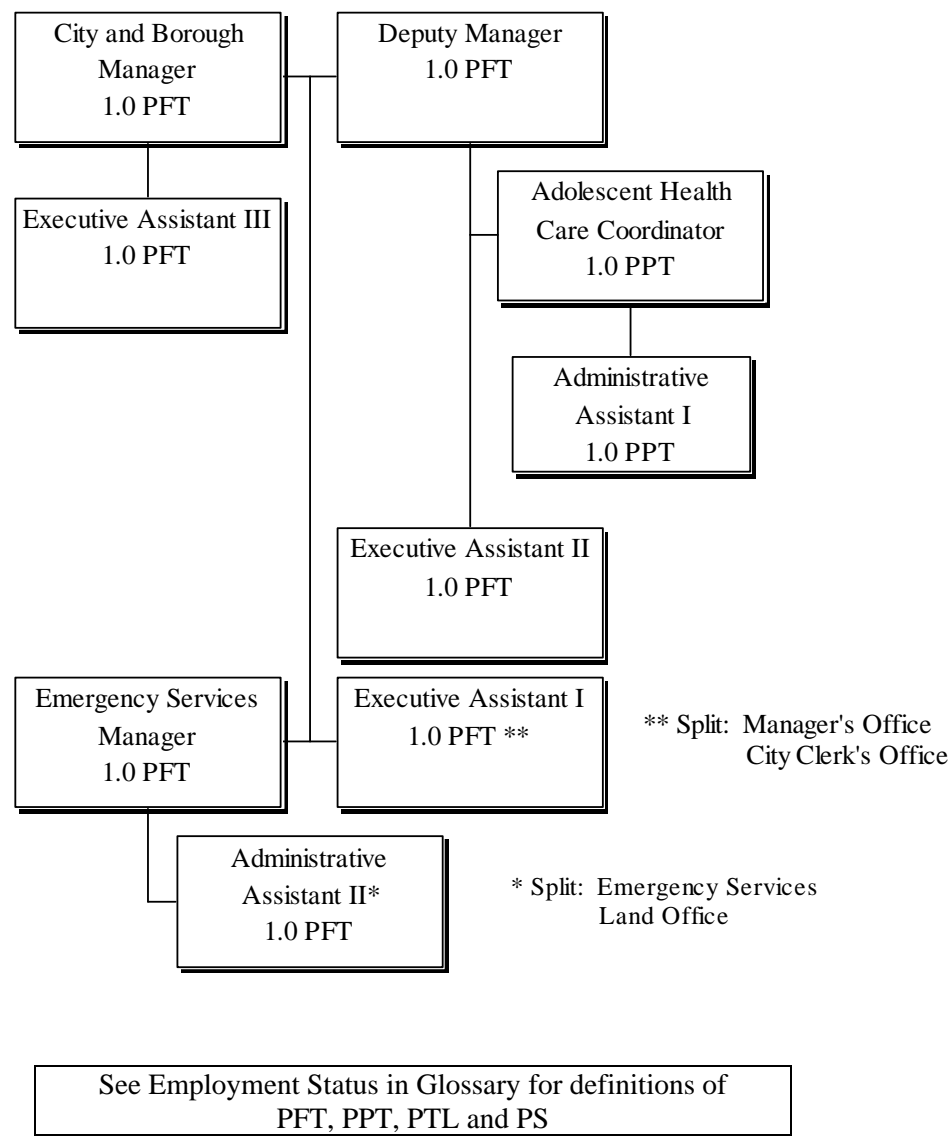 City and Borough
Manager
1.0 PFT
Deputy Manager
1.0 PFT
Executive Assistant III
1.0 PFT
Adolescent Health
Care Coordinator
1.0 PPT
Administrative
Assistant I
1.0 PPT
Executive Assistant II
1.0 PFT
Emergency Services
Manager
1.0 PFT
Executive Assistant I
1.0 PFT **
** Split: Manager's Office
City Clerk's Office
Administrative
Assistant II*
1.0 PFT
* Split: Emergency Services
Land Office
See Employment Status in Glossary for definitions of
PFT, PPT, PTL and PS